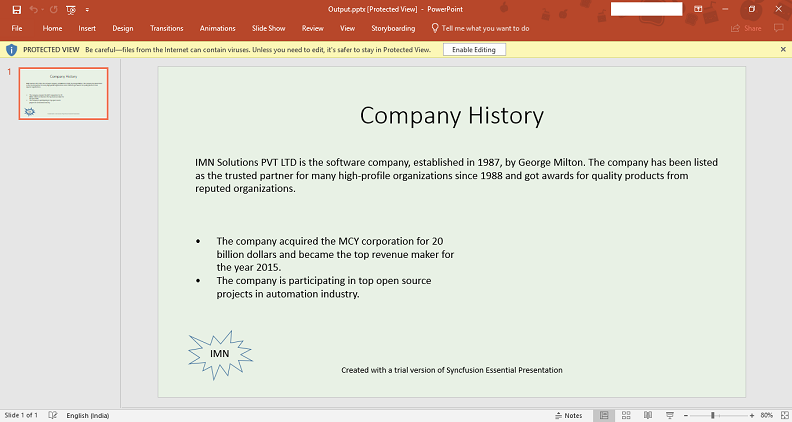 Output.pptx [Protected View] - PowerPoint
File Home Insert Design Transitions Animations Slide Show Review View Storyboarding Tell me what you want to do Share
PROTECTED VIEW Be careful—files from the Internet can contain viruses. Unless you need to edit, it's safer to stay in Protected View. Enable Editing
1
Company History
IMN Solutions PVT LTD is the software company, established in 1987, by George Milton. The company has been listed
as the trusted partner for many high-profile organizations since 1988 and got awards for quality products from
reputed organizations.
• The company acquired the MCY corporation for 20
billion dollars and became the top revenue maker for
the year 2015.
• The company is participating in top open source
projects in automation industry.
IMN
Created with a trial version of Syncfusion Essential Presentation
Slide 1 of 1 English (India) Notes 80%